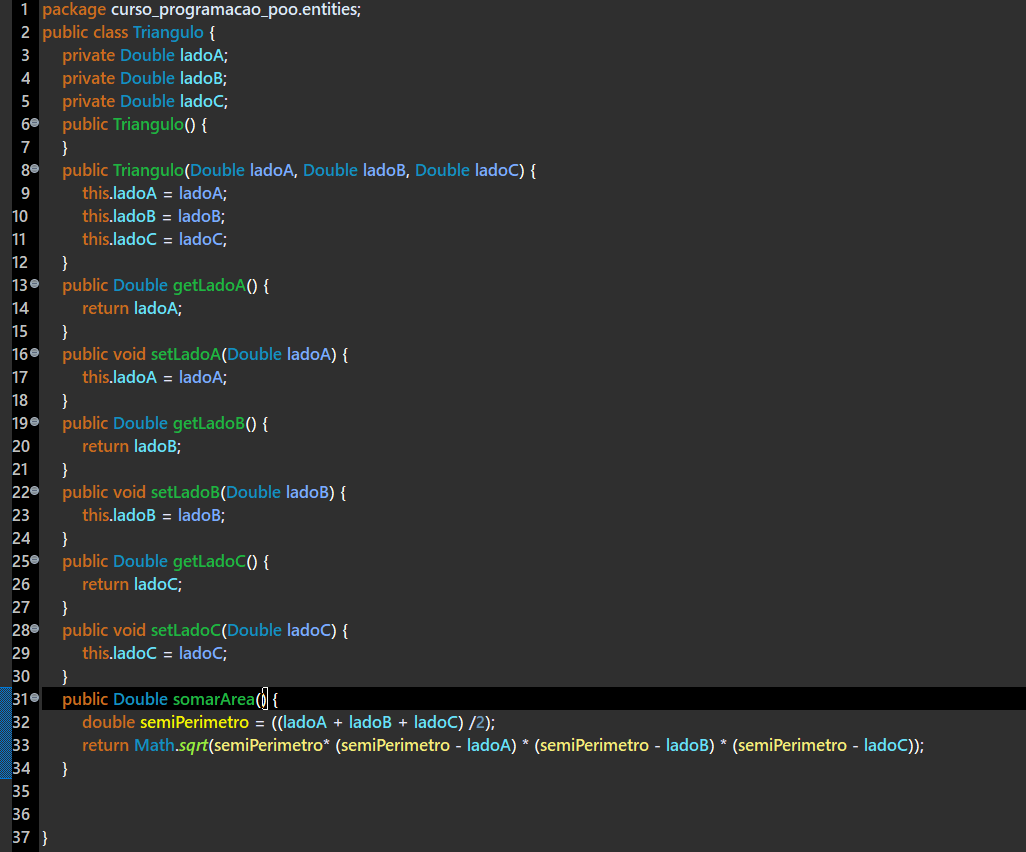 1 package curso_programacao_poo.entities;
2 public class Triangulo {
3 private Double ladoA;
4 private Double ladoB;
5 private Double ladoC;
6 public Triangulo() {
7 }
8 public Triangulo(Double ladoA, Double ladoB, Double ladoC) {
9 this.ladoA = ladoA;
10 this.ladoB = ladoB;
11 this.ladoC = ladoC;
12 }
13 public Double getLadoA() {
14 return ladoA;
15 }
16 public void setLadoA(Double ladoA) {
17 this.ladoA = ladoA;
18 }
19 public Double getLadoB() {
20 return ladoB;
21 }
22 public void setLadoB(Double ladoB) {
23 this.ladoB = ladoB;
24 }
25 public Double getLadoC() {
26 return ladoC;
27 }
28 public void setLadoC(Double ladoC) {
29 this.ladoC = ladoC;
30 }
31 public Double somarArea() {
32 double semiPerimetro = ((ladoA + ladoB + ladoC) /2);
33 return Math.sqrt(semiPerimetro* (semiPerimetro - ladoA) * (semiPerimetro - ladoB) * (semiPerimetro - ladoC));
34 }
35
36
37 }